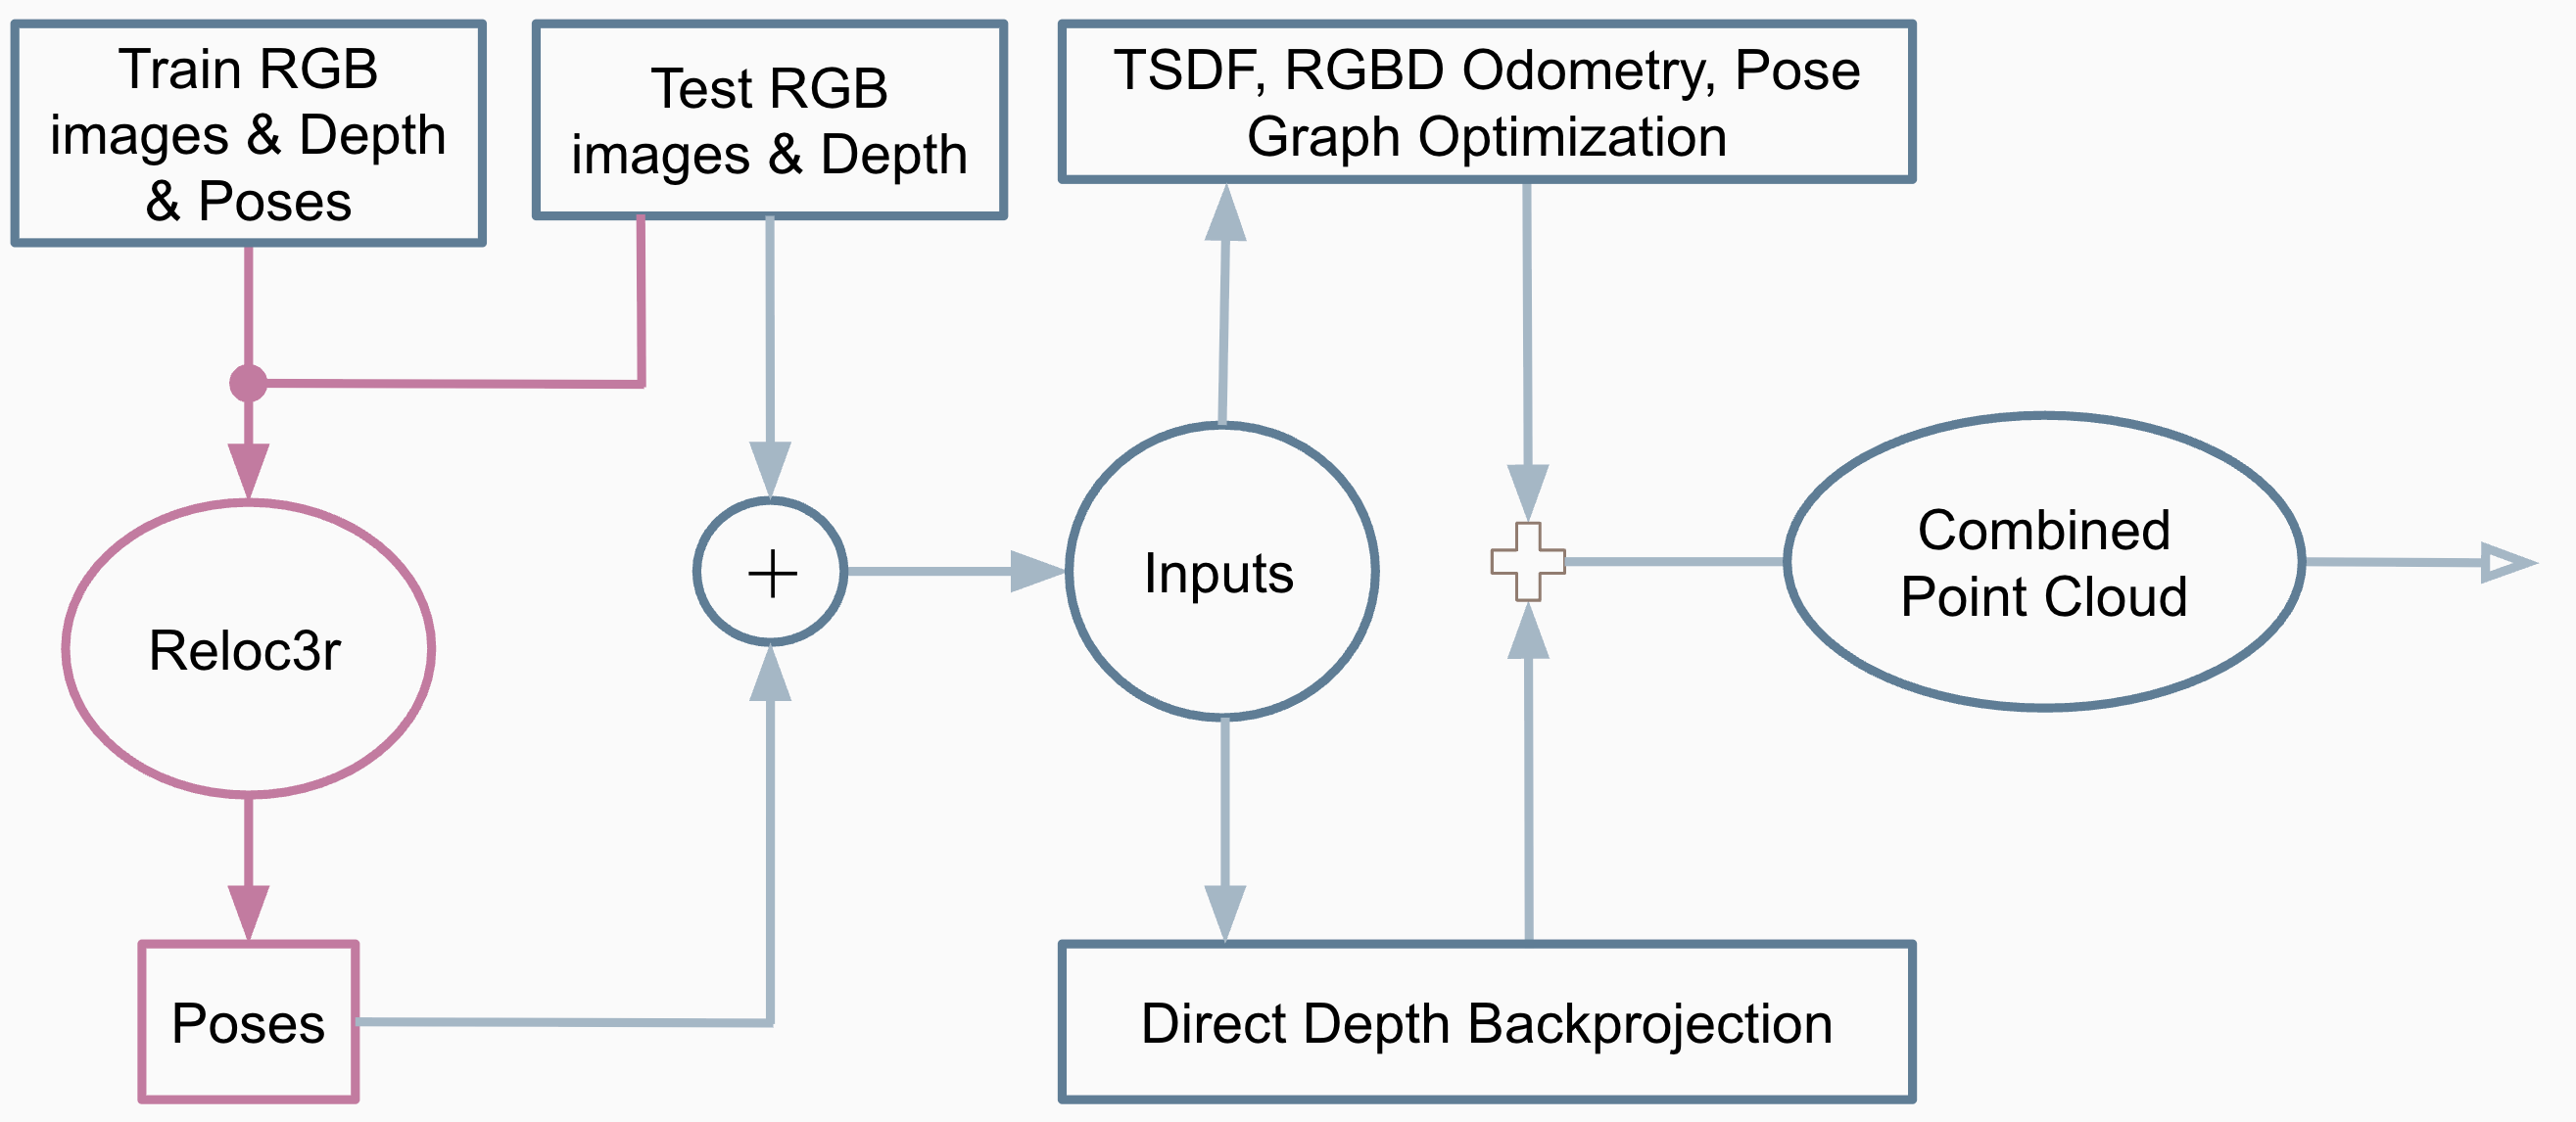 Train RGB
images & Depth
& Poses
Test RGB
images & Depth
TSDF, RGBD Odometry, Pose
Graph Optimization
Reloc3r
+
Inputs
Combined
Point Cloud
Poses
Direct Depth Backprojection